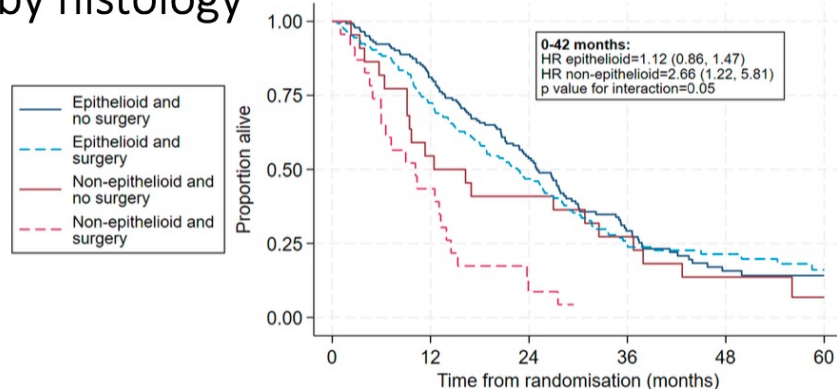 by histology
Epithelioid and
no surgery
Epithelioid and
surgery
Non-epithelioid and
no surgery
Non-epithelioid and
surgery
Proportion alive
1.00
0.75
0.50
0.25
0.00
0-42 months:
HR epithelioid=1.12 (0.86, 1.47)
HR non-epithelioid=2.66 (1.22, 5.81)
p value for interaction=0.05
0 12 24 36 48 60
Time from randomisation (months)